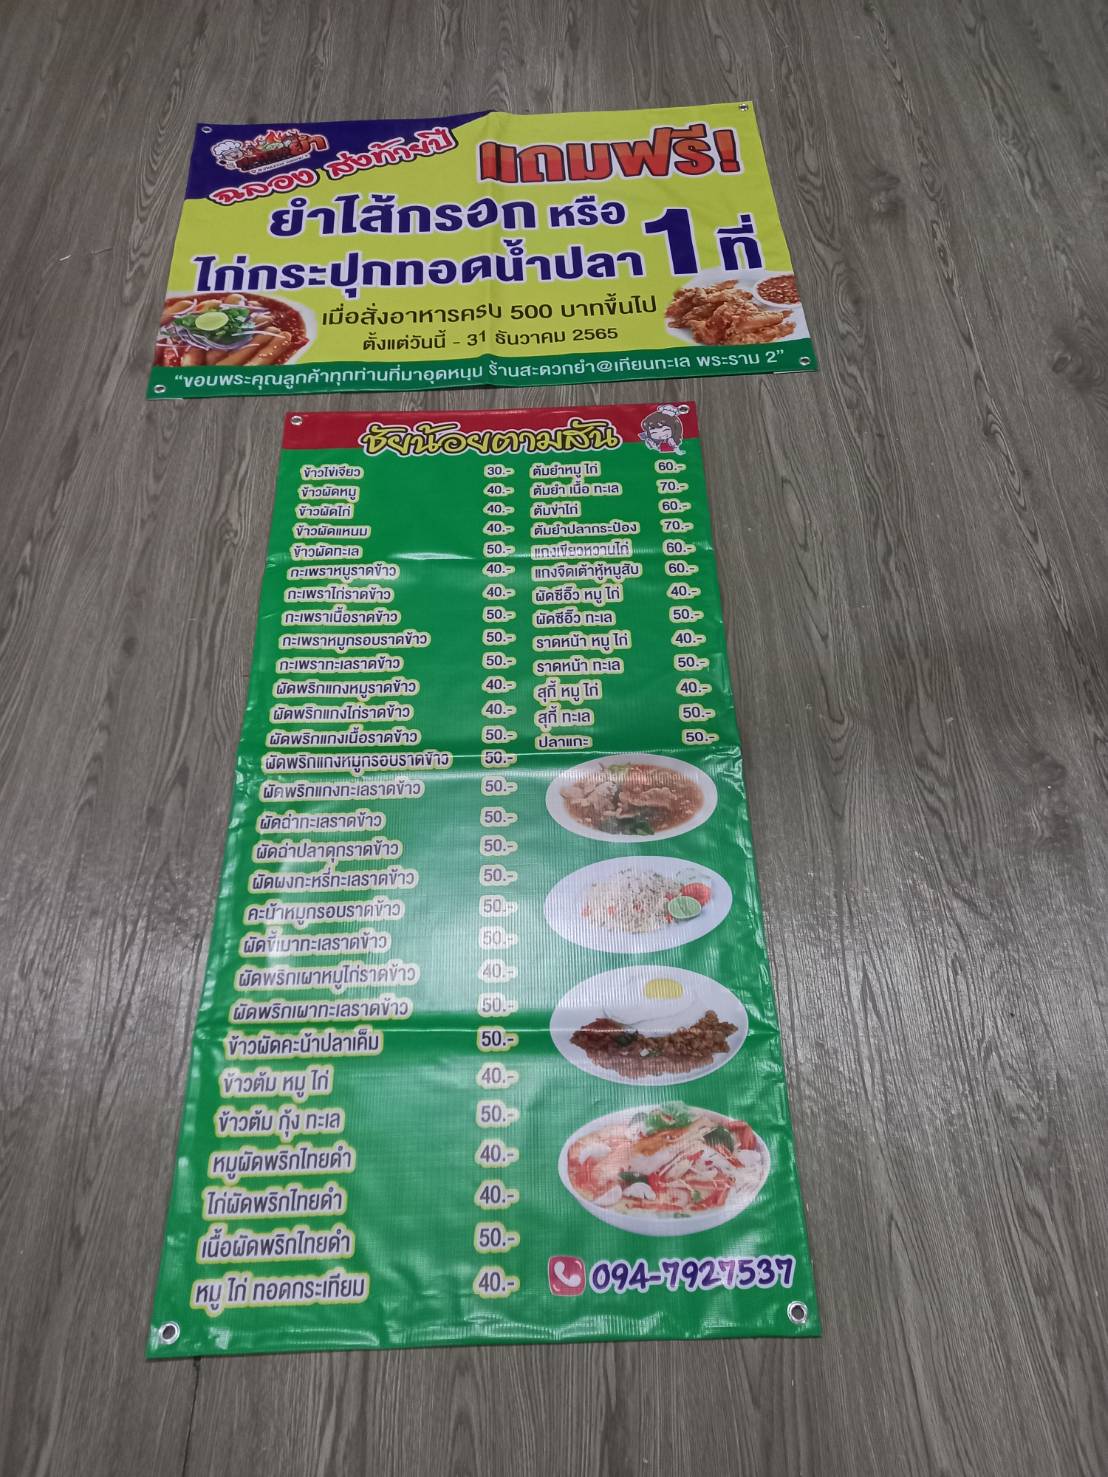 ยำ
ฉลอง ส่งท้ายปี
แถมฟรี!
ยำไส้กรอก หรือ
ไก่กระปุกทอดน้ำปลา 1 ที่
เมื่อสั่งอาหารครบ 500 บาทขึ้นไป
ตั้งแต่วันนี้ - 31 ธันวาคม 2565
“ขอบพระคุณลูกค้าทุกท่านที่มาอุดหนุน ร้านสะดวกยำ@เทียนทะเล พระราม 2”
ชัยน้อยตามสั่น
ข้าวไข่เจียว 30.-
ข้าวผัดหมู 40.-
ข้าวผัดไก่ 40.-
ข้าวผัดแหนม 40.-
ข้าวผัดทะเล 50.-
กะเพราหมูราดข้าว 40.-
กะเพราไก่ราดข้าว 40.-
กะเพราเนื้อราดข้าว 50.-
กะเพราหมูกรอบราดข้าว 50.-
กะเพราทะเลราดข้าว 50.-
ผัดพริกแกงหมูราดข้าว 40.-
ผัดพริกแกงไก่ราดข้าว 40.-
ผัดพริกแกงเนื้อราดข้าว 50.-
ผัดพริกแกงหมูกรอบราดข้าว 50.-
ผัดพริกแกงทะเลราดข้าว 50.-
ผัดฉ่าทะเลราดข้าว 50.-
ผัดฉ่าปลาดุกราดข้าว 50.-
ผัดผงกะหรี่ทะเลราดข้าว 50.-
คะน้าหมูกรอบราดข้าว 50.-
ผัดขี้เมาทะเลราดข้าว 50.-
ผัดพริกเผาหมูไก่ราดข้าว 40.-
ผัดพริกเผาทะเลราดข้าว 50.-
ข้าวผัดคะน้าปลาเค็ม 50.-
ข้าวต้ม หมู ไก่ 40.-
ข้าวต้ม กุ้ง ทะเล 50.-
หมูผัดพริกไทยดำ 40.-
ไก่ผัดพริกไทยดำ 40.-
เนื้อผัดพริกไทยดำ 50.-
หมู ไก่ ทอดกระเทียม 40.-
ต้มยำหมู ไก่ 60.-
ต้มยำ เนื้อ ทะเล 70.-
ต้มข่าไก่ 60.-
ต้มยำปลากระป๋อง 70.-
แกงเขียวหวานไก่ 60.-
แกงจืดเต้าหู้หมูสับ 60.-
ผัดซีอิ๊ว หมู ไก่ 40.-
ผัดซีอิ๊ว ทะเล 50.-
ราดหน้า หมู ไก่ 40.-
ราดหน้า ทะเล 50.-
สุกี้ หมู ไก่ 40.-
สุกี้ ทะเล 50.-
ปลาแกะ 50.-
094-7927537